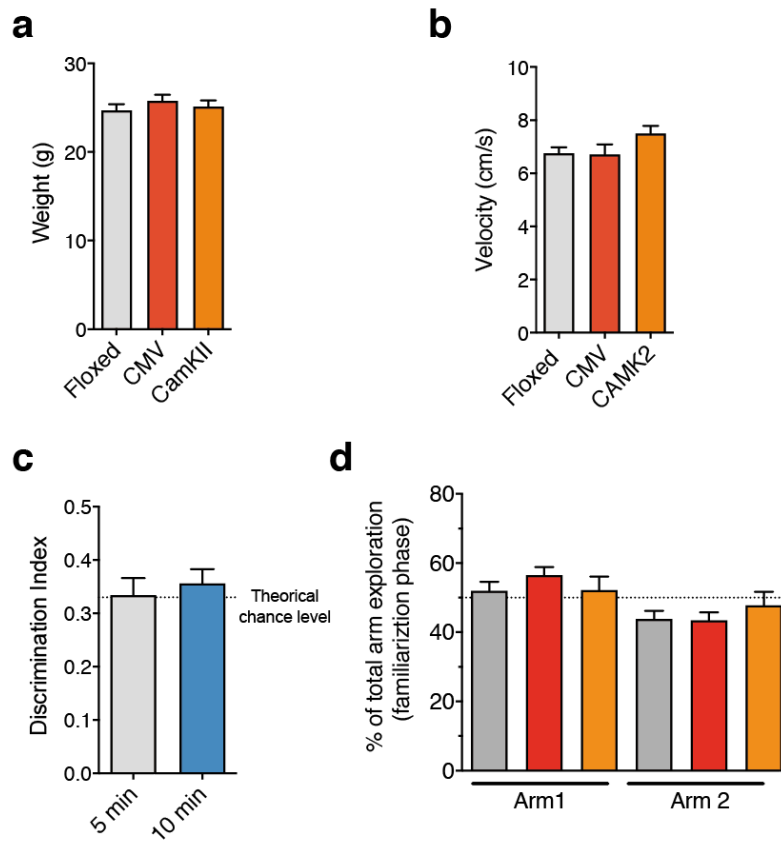 a
Weight (g)
30
20
10
0
Floxed
CMV
CamKII
b
Velocity (cm/s)
10
8
6
4
2
0
Floxed
CMV
CAMK2
c
Discrimination Index
0.5
0.4
0.3
0.2
0.1
0.0
5 min
10 min
Theorical
chance level
d
% of total arm exploration
(familiariztion phase)
80
60
40
20
0
Arm1
Arm 2